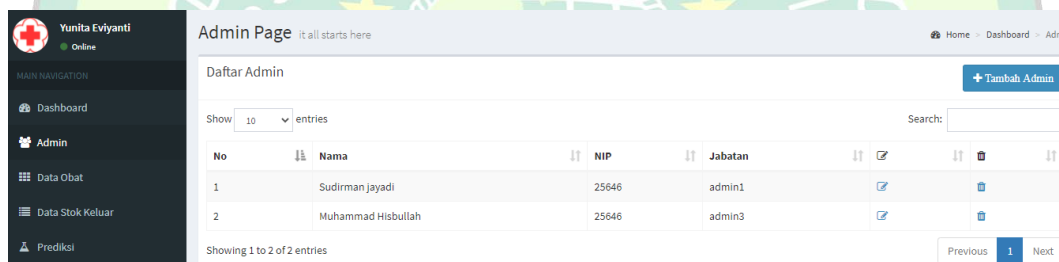 Yunita Eviyanti
Online
MAIN NAVIGATION
Dashboard
Admin
Data Obat
Data Stok Keluar
Prediksi
Admin Page it all starts here
Home > Dashboard >
Daftar Admin
Tambah Admin
Show 10 entries
Search:
No Nama NIP Jabatan
1 Sudirman jayadi 25646 admin1
2 Muhammad Hisbullah 25646 admin3
Showing 1 to 2 of 2 entries
Previous 1 Next